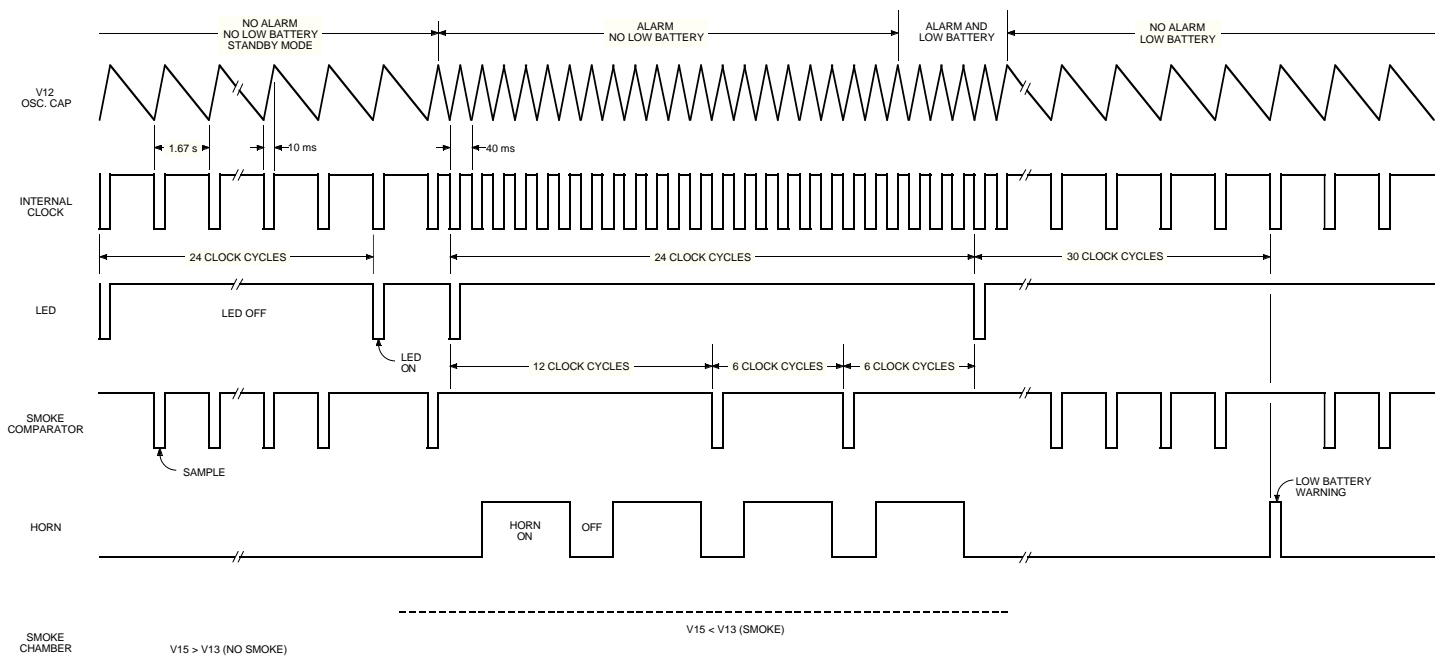 NO ALARM
NO LOW BATTERY
STANDBY MODE
ALARM
NO LOW BATTERY
ALARM AND
LOW BATTERY
NO ALARM
LOW BATTERY
V12
OSC. CAP
1.67 s
10 ms
40 ms
INTERNAL
CLOCK
24 CLOCK CYCLES
24 CLOCK CYCLES
30 CLOCK CYCLES
LED
LED OFF
LED
ON
12 CLOCK CYCLES
6 CLOCK CYCLES
6 CLOCK CYCLES
SMOKE
COMPARATOR
SAMPLE
HORN
HORN
ON
OFF
LOW BATTERY
WARNING
V15 < V13 (SMOKE)
SMOKE
CHAMBER
V15 > V13 (NO SMOKE)